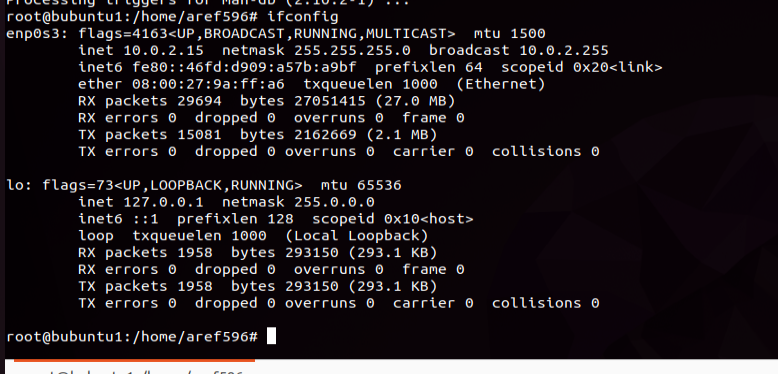 Processing triggers for man-db (2.10.2-1) ...
root@bubuntu1:/home/aref596# ifconfig
enp0s3: flags=4163<UP,BROADCAST,RUNNING,MULTICAST>  mtu 1500
        inet 10.0.2.15  netmask 255.255.255.0  broadcast 10.0.2.255
        inet6 fe80::46fd:d909:a57b:a9bf  prefixlen 64  scopeid 0x20<link>
        ether 08:00:27:9a:ff:a6  txqueuelen 1000  (Ethernet)
        RX packets 29694  bytes 27051415 (27.0 MB)
        RX errors 0  dropped 0  overruns 0  frame 0
        TX packets 15081  bytes 2162669 (2.1 MB)
        TX errors 0  dropped 0 overruns 0  carrier 0  collisions 0

lo: flags=73<UP,LOOPBACK,RUNNING>  mtu 65536
        inet 127.0.0.1  netmask 255.0.0.0
        inet6 ::1  prefixlen 128  scopeid 0x10<host>
        loop  txqueuelen 1000  (Local Loopback)
        RX packets 1958  bytes 293150 (293.1 KB)
        RX errors 0  dropped 0  overruns 0  frame 0
        TX packets 1958  bytes 293150 (293.1 KB)
        TX errors 0  dropped 0 overruns 0  carrier 0  collisions 0

root@bubuntu1:/home/aref596#